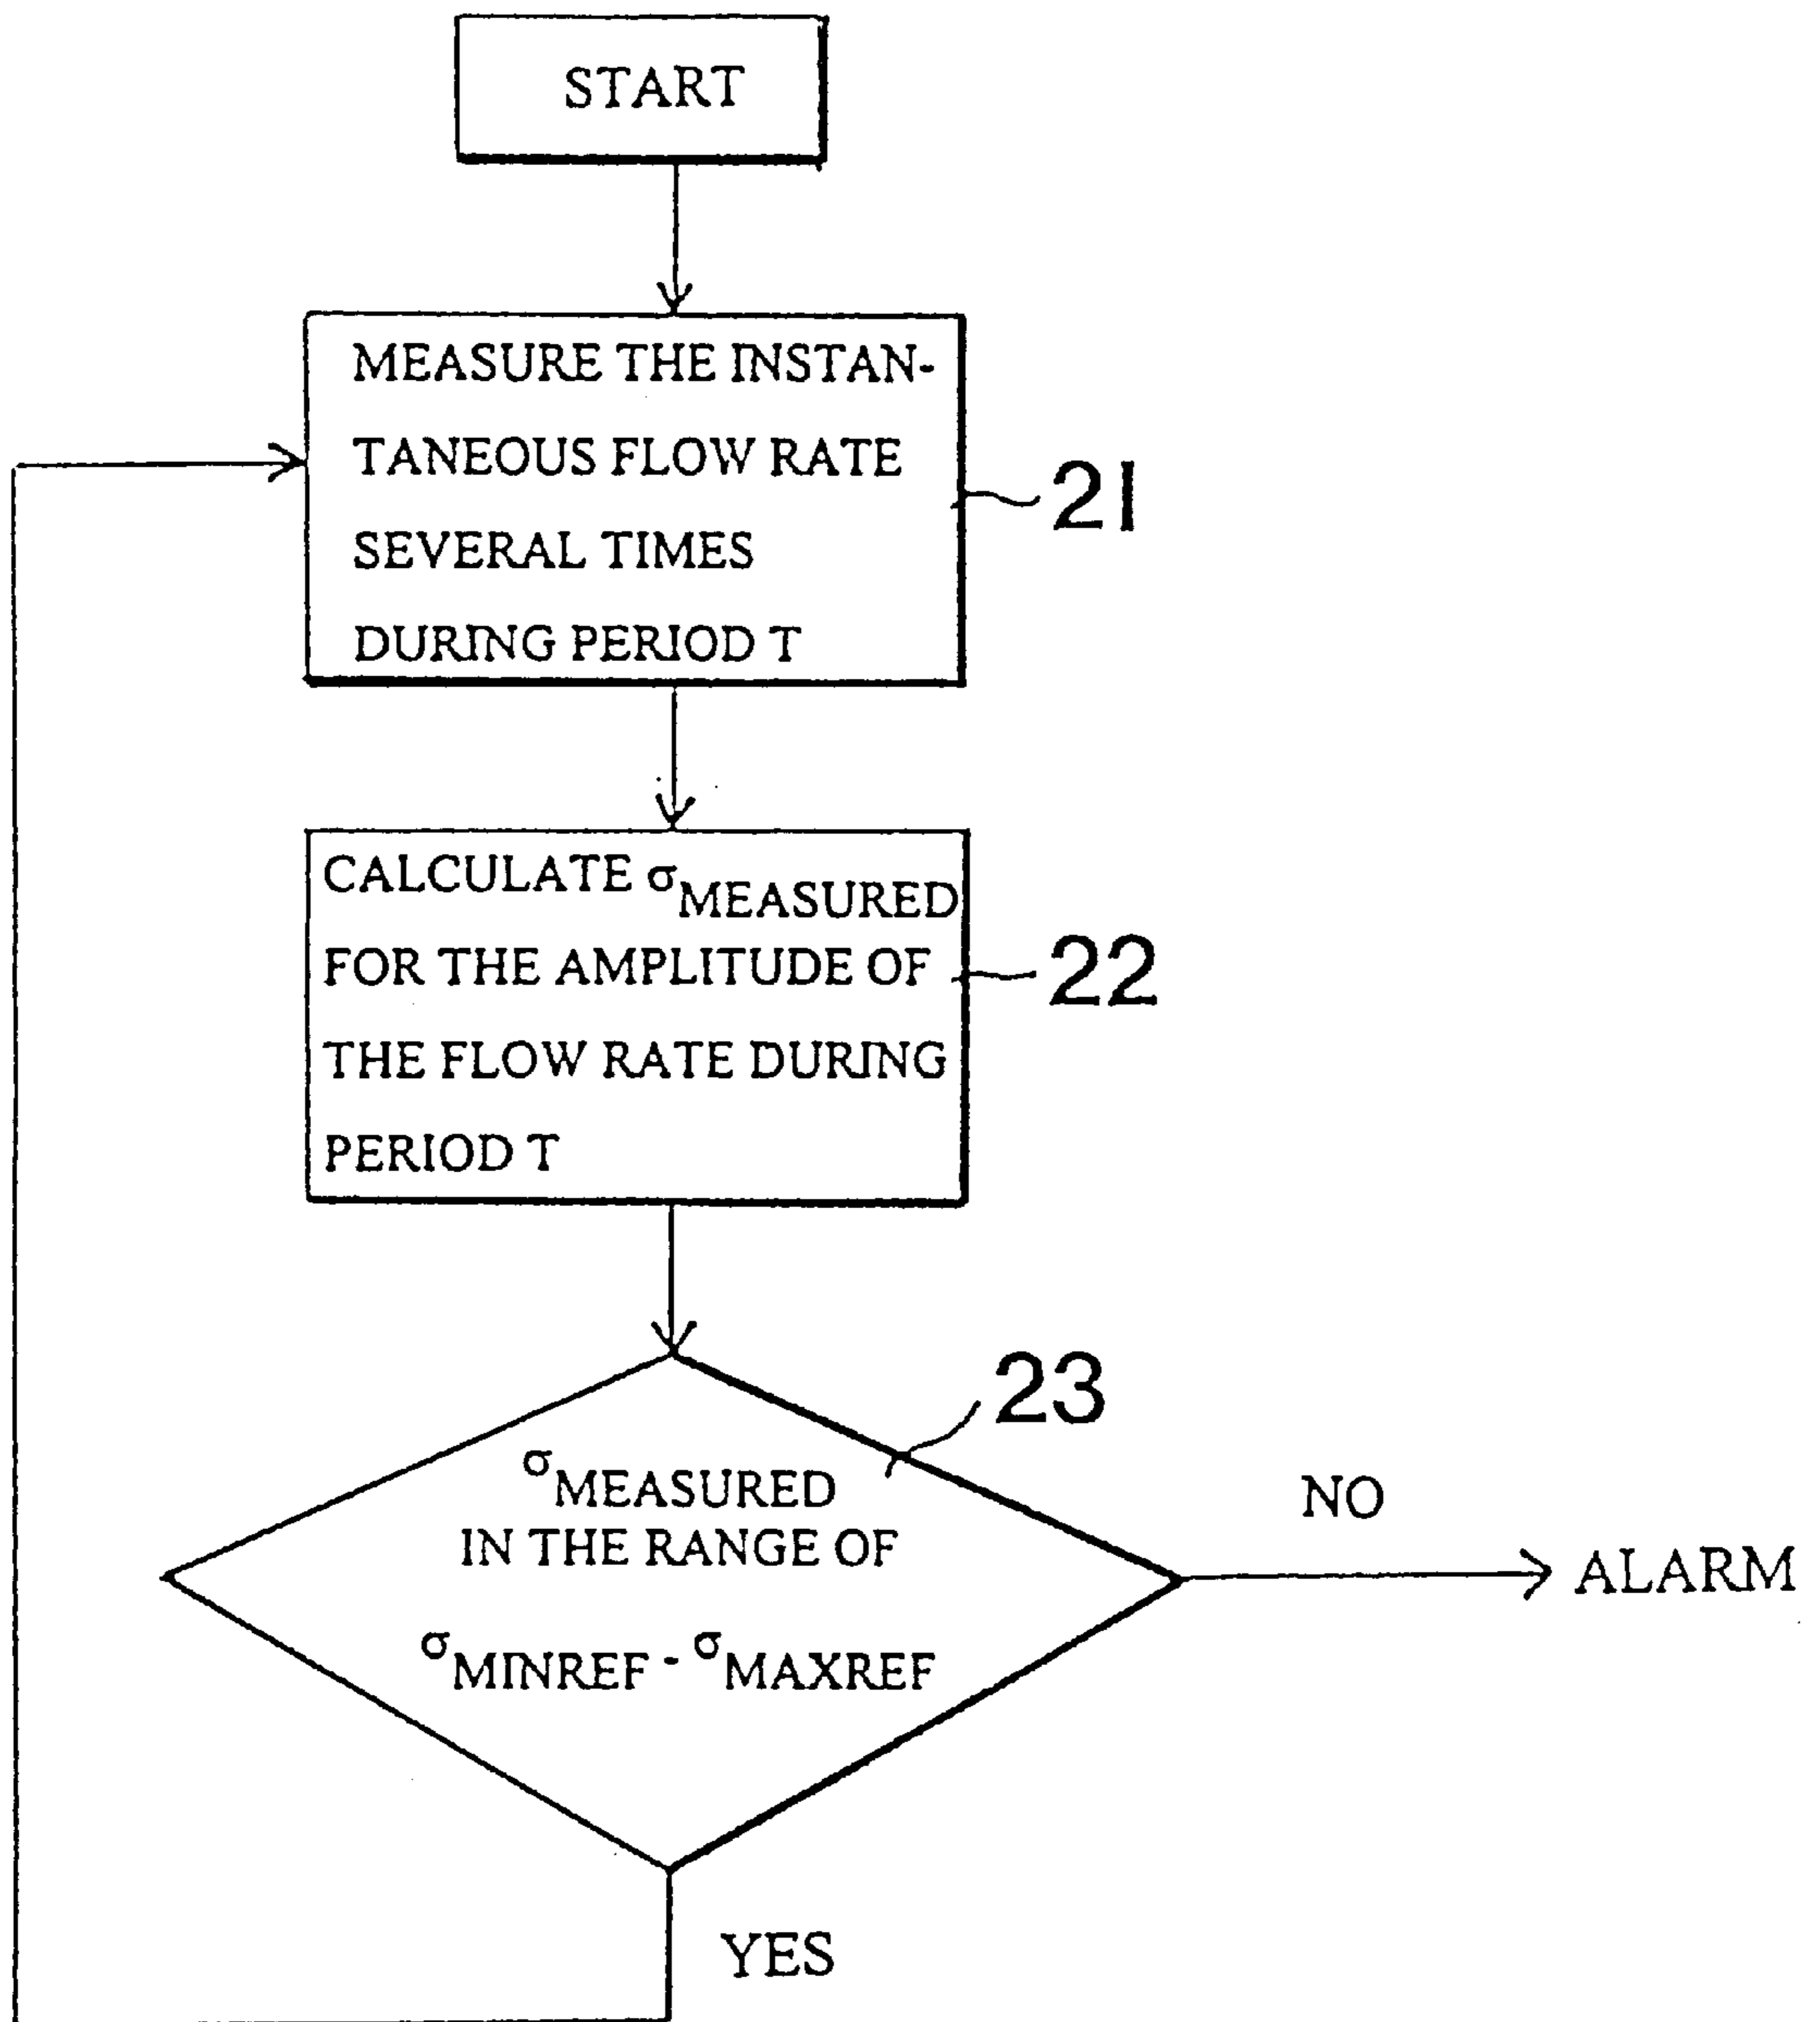 START
MEASURE THE INSTAN-
TANEOUS FLOW RATE
SEVERAL TIMES
DURING PERIOD T
21
CALCULATE σMEASURED
FOR THE AMPLITUDE OF
THE FLOW RATE DURING
PERIOD T
22
23
σMEASURED
IN THE RANGE OF
σMINREF - σMAXREF
NO
ALARM
YES